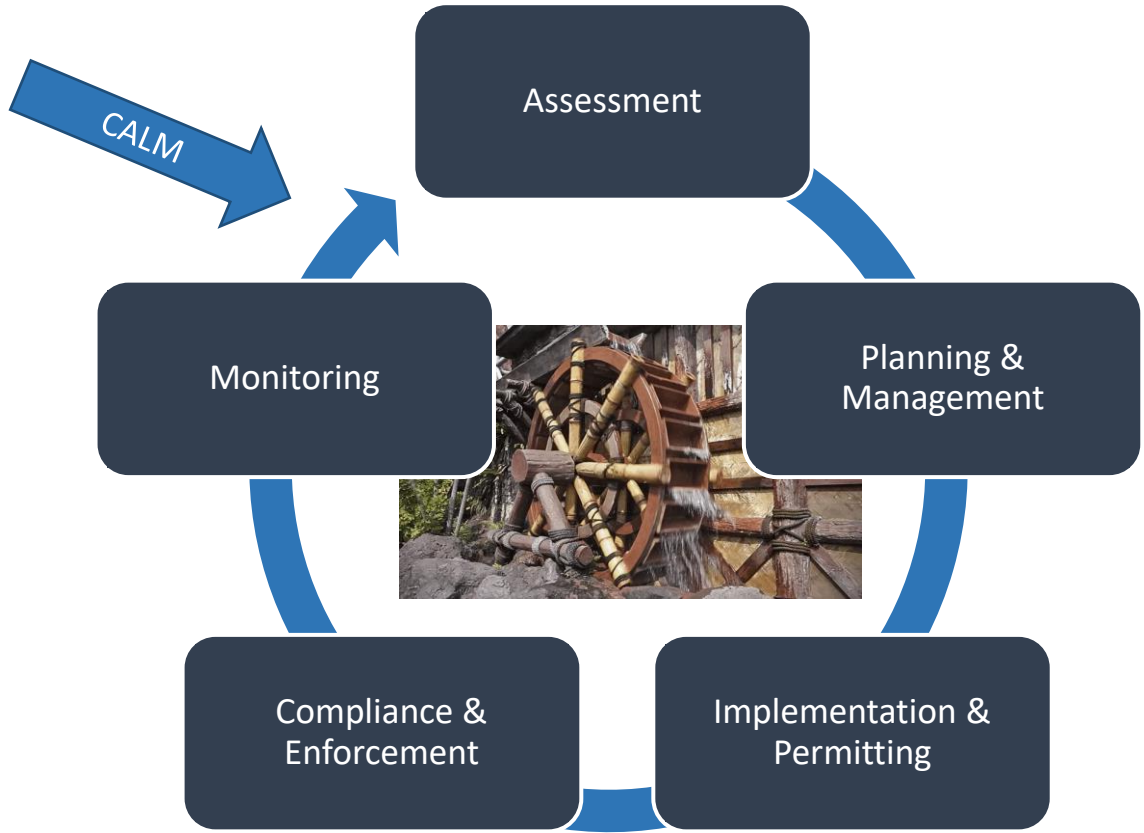 Assessment
CALM
Monitoring
Planning &
Management
Compliance &
Enforcement
Implementation &
Permitting